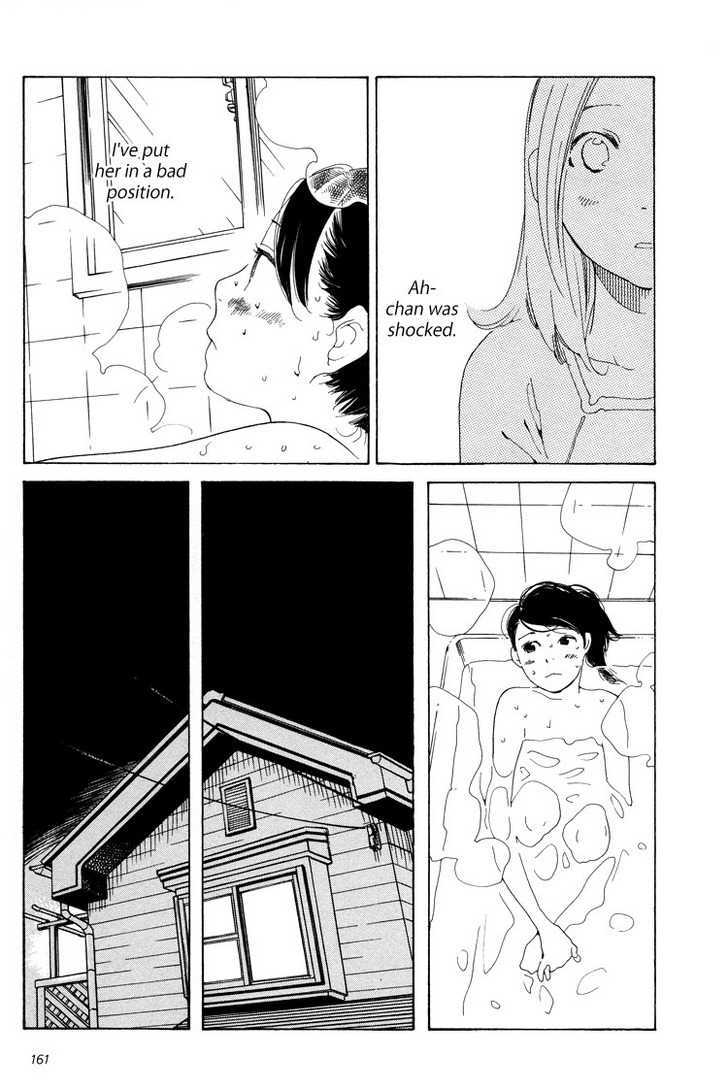 Ah-
chan was
shocked.
I've put
her in a bad
position.
161